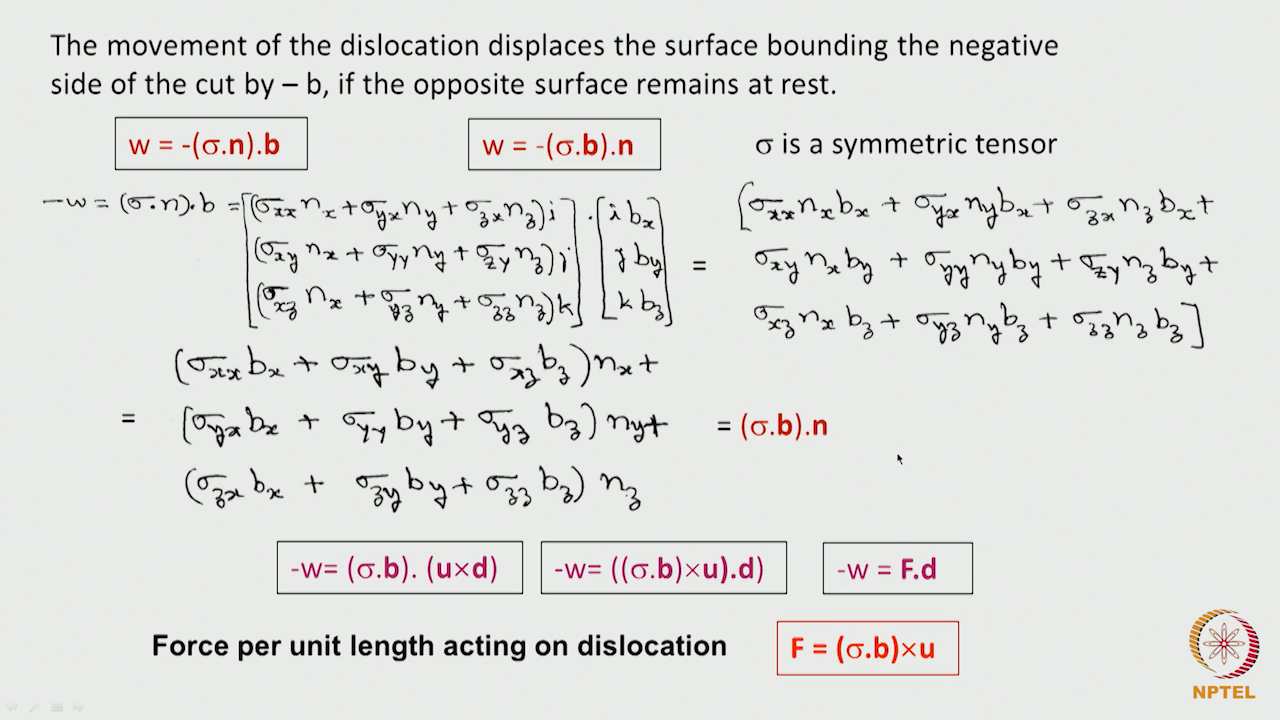 The movement of the dislocation displaces the surface bounding the negative
side of the cut by – b, if the opposite surface remains at rest.
w = -(σ.n).b
w = -(σ.b).n
σ is a symmetric tensor
-w = (σ.n).b = [(σxx nx + σyx ny + σzx nz)i
(σxy nx + σyy ny + σzy nz)j
(σxz nx + σyz ny + σzz nz)k] . [i bx
j by
k bz]
= [σxx nx bx + σyx ny bx + σzx nz bx +
σxy nx by + σyy ny by + σzy nz by +
σxz nx bz + σyz ny bz + σzz nz bz]
(σxx bx + σxy by + σxz bz) nx +
= (σyx bx + σyy by + σyz bz) ny +
(σzx bx + σzy by + σzz bz) nz
= (σ.b).n
-w= (σ.b). (u×d)
-w= ((σ.b)×u).d)
-w = F.d
Force per unit length acting on dislocation
F = (σ.b)×u
NPTEL